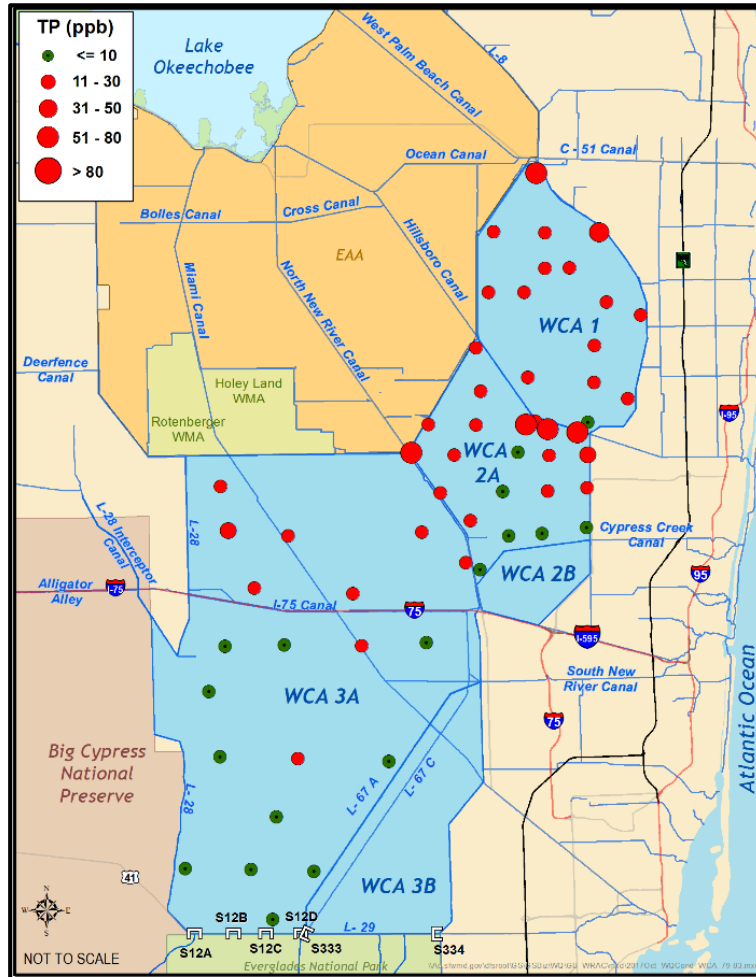 TP (ppb)
<= 10
11 - 30
31 - 50
51 - 80
> 80
Lake
Okeechobee
West Palm Beach Canal
L-8
Ocean Canal
C - 51 Canal
Bolles Canal
Cross Canal
Hillsboro Canal
EAA
Miami Canal
North New River Canal
WCA 1
Deerfence
Canal
Holey Land
WMA
Rotenberger
WMA
I-95
WCA
2A
L-28 Interceptor
Canal
L-28
Cypress Creek
Canal
WCA 2B
Alligator
Alley
I-75
I-75 Canal
75
95
I-595
South New
River Canal
WCA 3A
75
Big Cypress
National
Preserve
L- 28
L- 67 A
L- 67 C
Atlantic Ocean
WCA 3B
41
N
W
E
S
S12A
S12B
S12C
S12D
S333
L- 29
S334
NOT TO SCALE
Everglades National Park